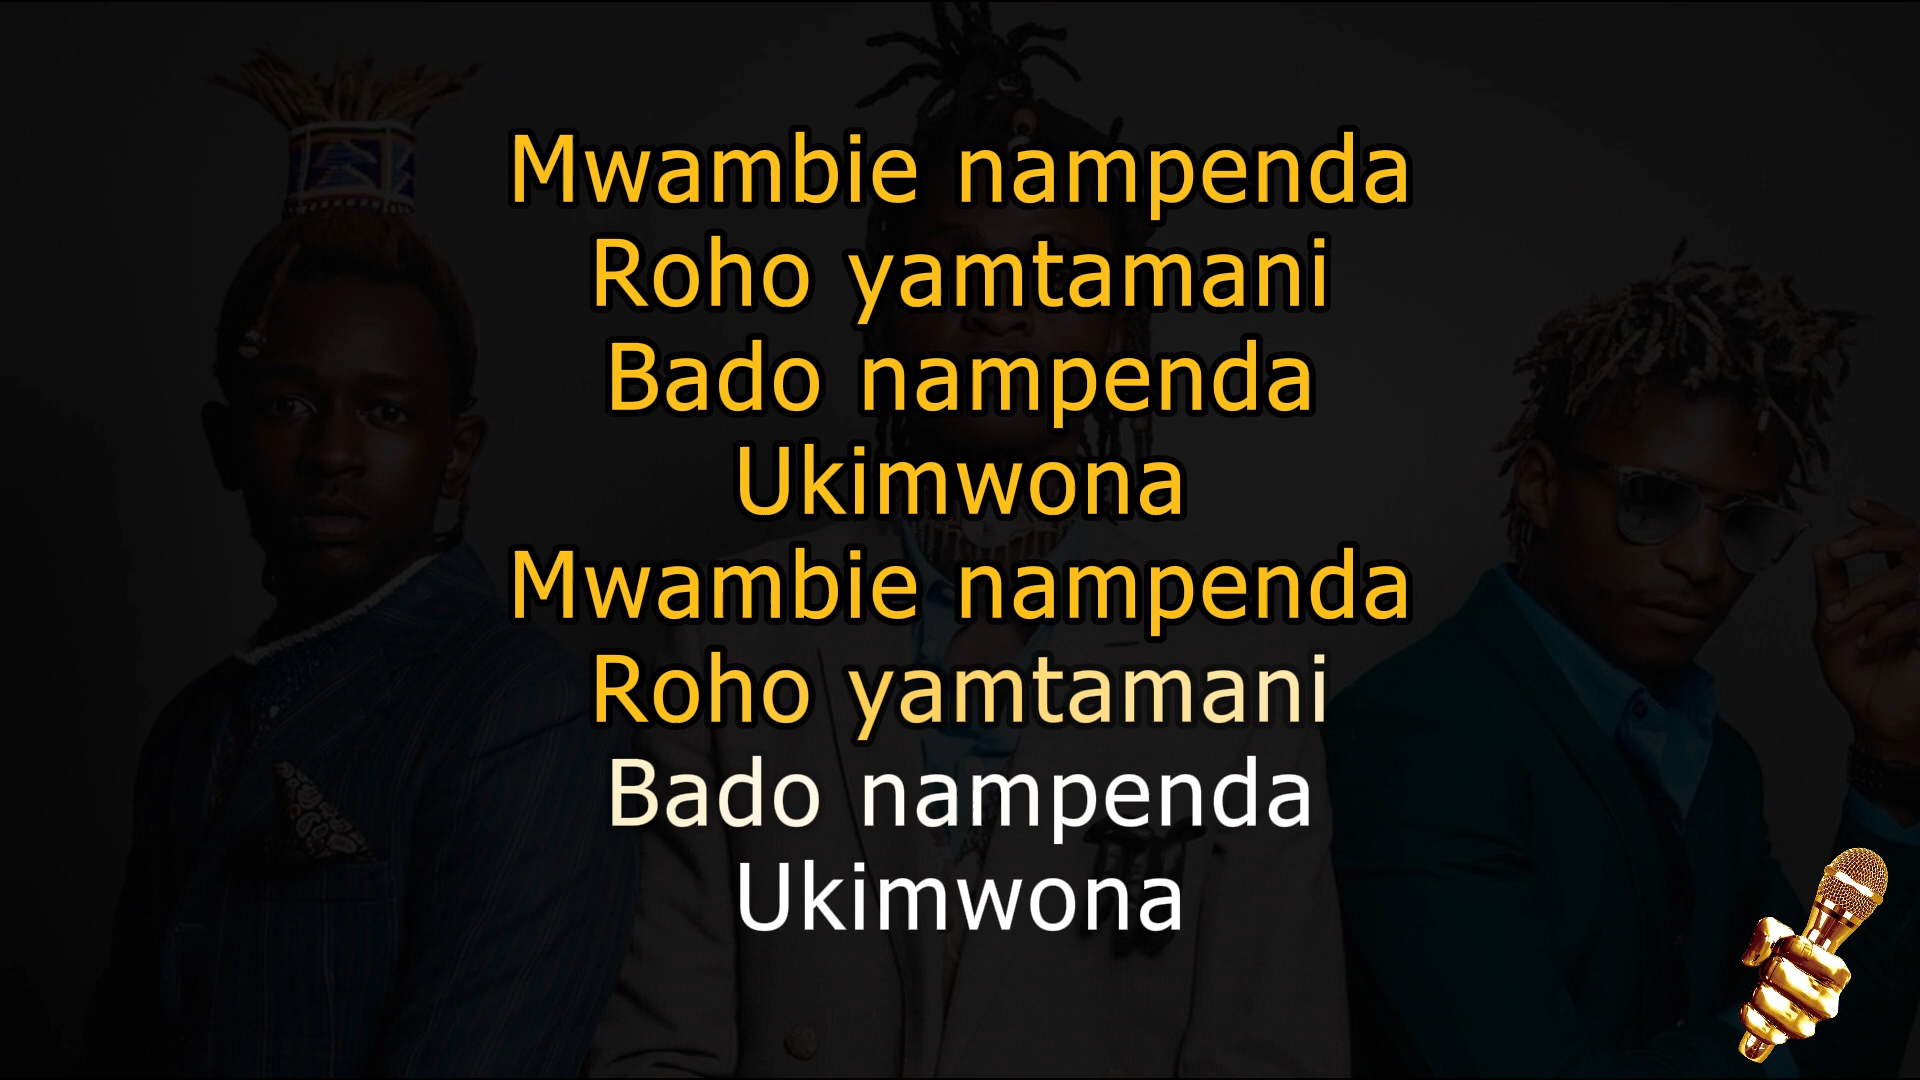 Mwambie nampenda
Roho yamtamani
Bado nampenda
Ukimwona
Mwambie nampenda
Roho yamtamani
Bado nampenda
Ukimwona